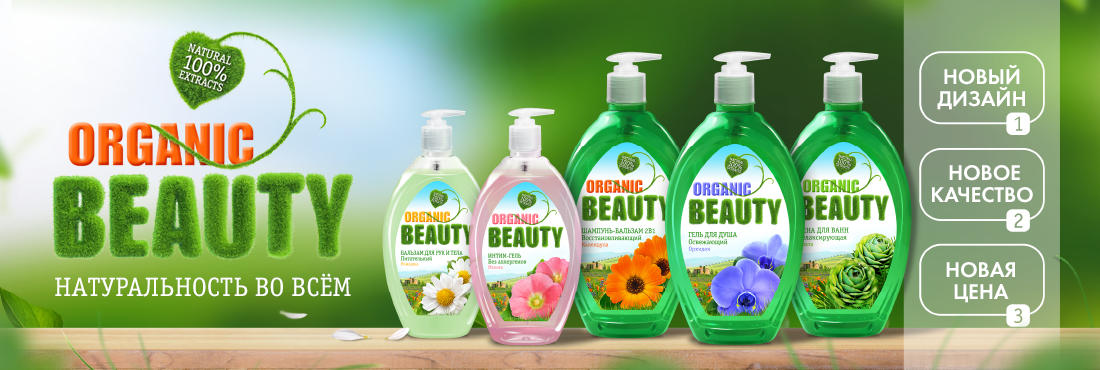 NATURAL
100%
EXTRACTS
ORGANIC
BEAUTY
НАТУРАЛЬНОСТЬ ВО ВСЁМ
ORGANIC
BEAUTY
БАЛЬЗАМ ДЛЯ РУК И ТЕЛА
Питательный
Ромашка
ORGANIC
BEAUTY
ИНТИМ-ГЕЛЬ
Без аллергенов
Мальва
ORGANIC
BEAUTY
ШАМПУНЬ-БАЛЬЗАМ 2В1
Восстанавливающий
Календула
ORGANIC
BEAUTY
ГЕЛЬ ДЛЯ ДУША
Освежающий
Орхидея
ORGANIC
BEAUTY
ДЛЯ ВАНН
НОВЫЙ
ДИЗАЙН
1
НОВОЕ
КАЧЕСТВО
2
НОВАЯ
ЦЕНА
3